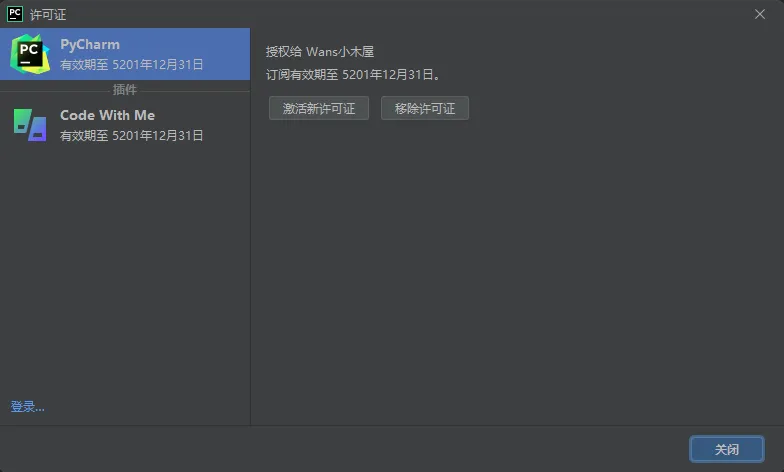 PC 许可证
PC
PyCharm
有效期至 5201年12月31日
插件
Code With Me
有效期至 5201年12月31日
登录...
授权给 Wans小木屋
订阅有效期至 5201年12月31日。
激活新许可证 移除许可证
关闭